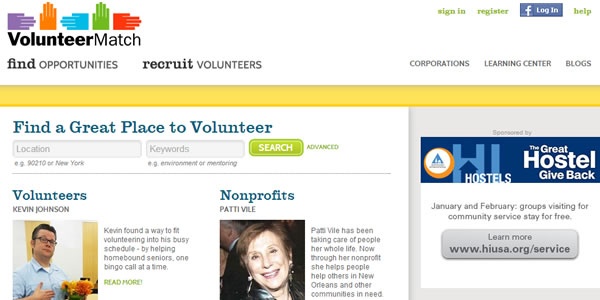 sign in register f Log In help
VolunteerMatch
find OPPORTUNITIES recruit VOLUNTEERS
CORPORATIONS LEARNING CENTER BLOGS
Find a Great Place to Volunteer
Location Keywords SEARCH ADVANCED
e.g. 90210 or New York e.g. environment or mentoring
Volunteers
KEVIN JOHNSON
Kevin found a way to fit
volunteering into his busy
schedule - by helping
homebound seniors, one
bingo call at a time.
READ MORE!
Nonprofits
PATTI VILE
Patti Vile has been
taking care of people
her whole life. Now
through her nonprofit
she helps people
help others in New
Orleans and other
communities in need.
Sponsored by
HI
HOSTELS
The Great
Hostel
Give Back
January and February: groups visiting for
community service stay for free.
Learn more
www.hiusa.org/service